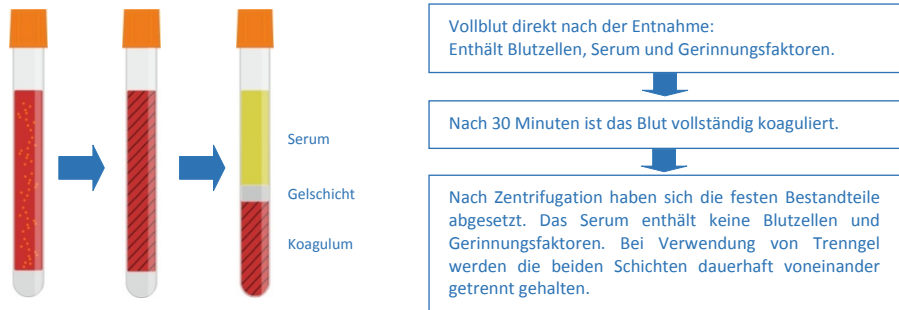 Serum
Gelschicht
Koagulum
Vollblut direkt nach der Entnahme:
Enthält Blutzellen, Serum und Gerinnungsfaktoren.
Nach 30 Minuten ist das Blut vollständig koaguliert.
Nach Zentrifugation haben sich die festen Bestandteile
abgesetzt. Das Serum enthält keine Blutzellen und
Gerinnungsfaktoren. Bei Verwendung von Trenngel
werden die beiden Schichten dauerhaft voneinander
getrennt gehalten.